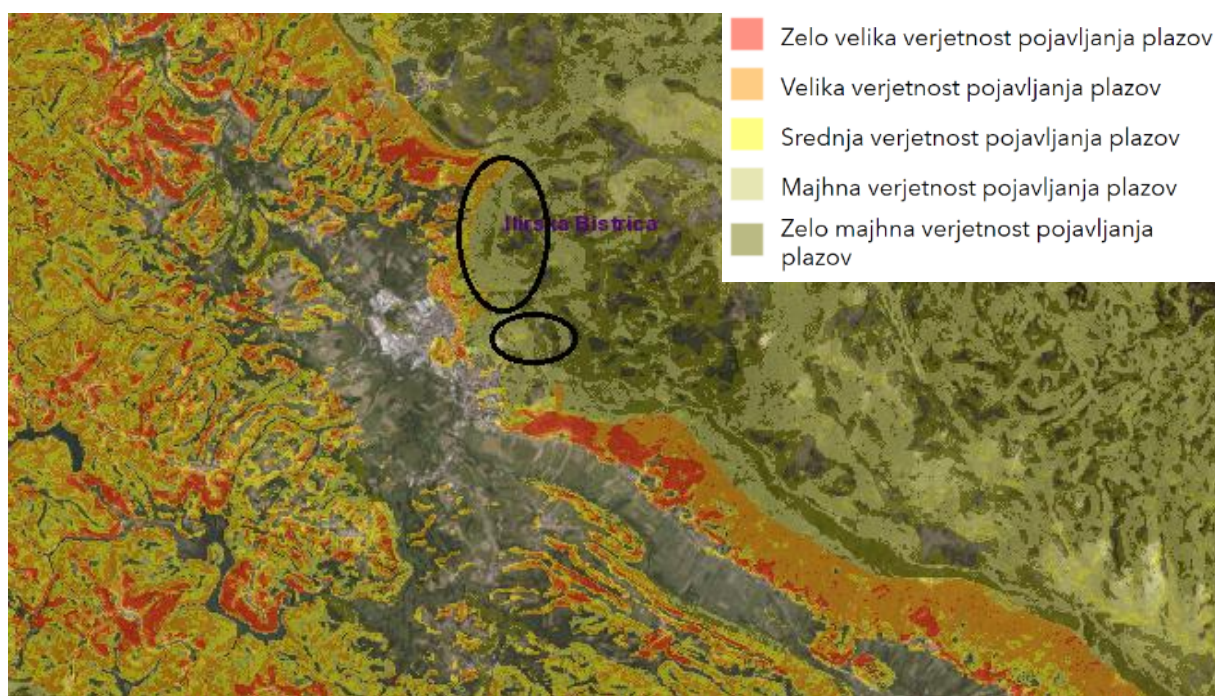 Zelo velika verjetnost pojavljanja plazov
Velika verjetnost pojavljanja plazov
Srednja verjetnost pojavljanja plazov
Majhna verjetnost pojavljanja plazov
Zelo majhna verjetnost pojavljanja
plazov
Ilirska Bistrica